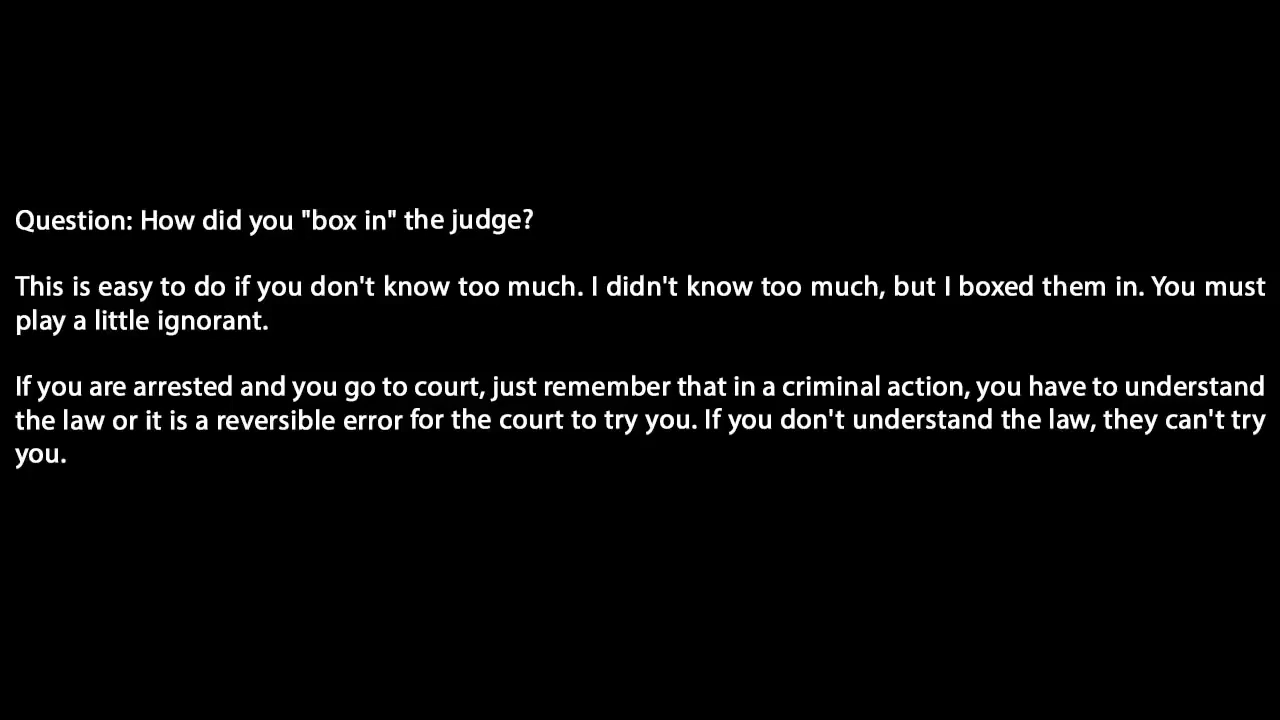 Question: How did you "box in" the judge?
This is easy to do if you don't know too much. I didn't know too much, but I boxed them in. You must
play a little ignorant.
If you are arrested and you go to court, just remember that in a criminal action, you have to understand
the law or it is a reversible error for the court to try you. If you don't understand the law, they can't try
you.